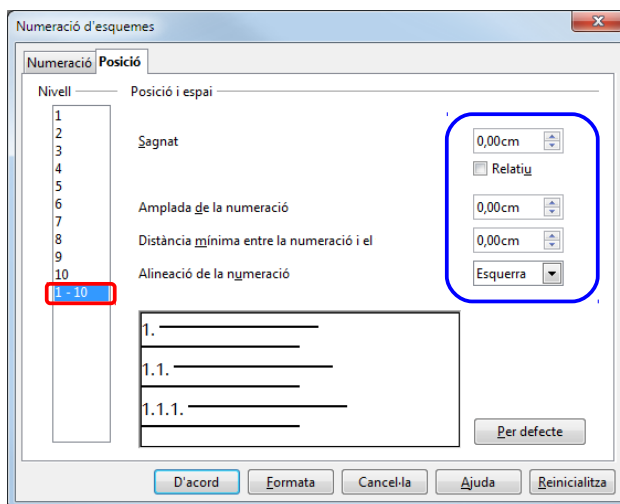 Numeració d'esquemes
Numeració Posició
Nivell
Posició i espai
1
2
3
4
5
6
7
8
9
10
1 - 10
Sagnat 0,00cm
Relatiu
Amplada de la numeració 0,00cm
Distància mínima entre la numeració i el 0,00cm
Alineació de la numeració Esquerra
1.
1.1.
1.1.1.
Per defecte
D'acord Formata Cancel·la Ajuda Reinicialitza